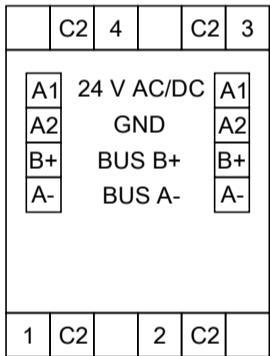 C2 4 C2 3
A1 24 V AC/DC A1
A2 GND A2
B+ BUS B+ B+
A- BUS A- A-
1 C2 2 C2